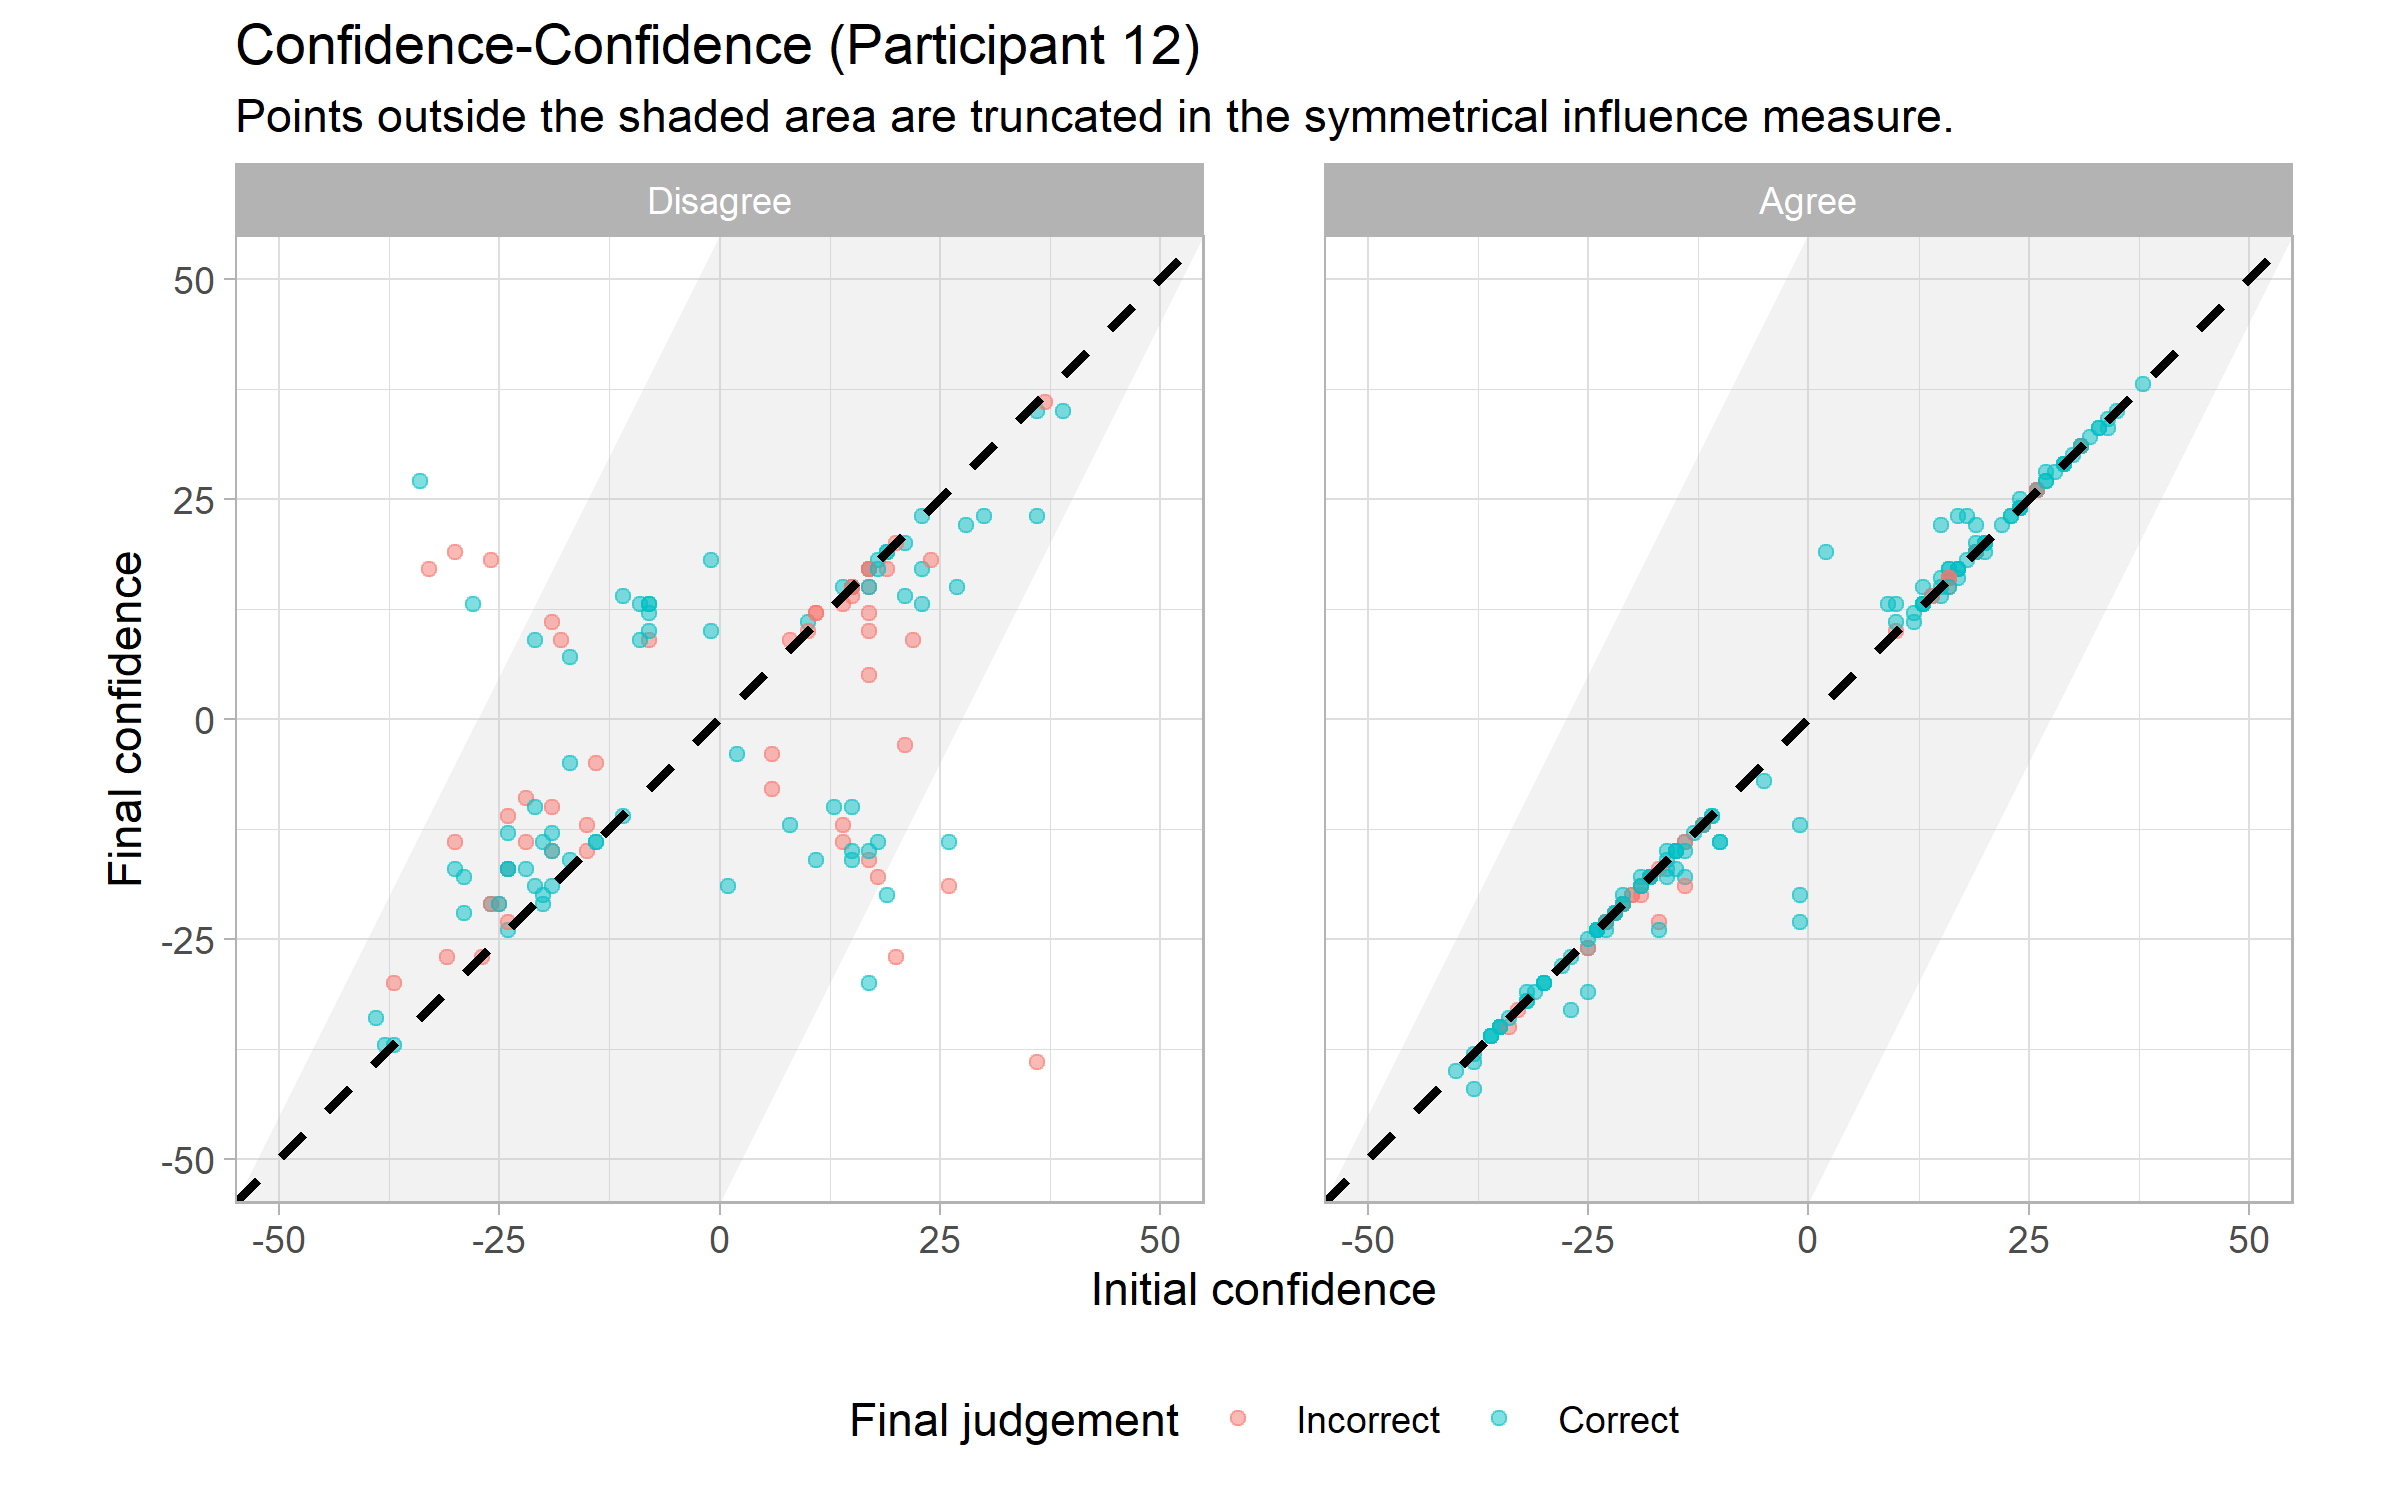 Confidence-Confidence (Participant 12)
Points outside the shaded area are truncated in the symmetrical influence measure.
Disagree Agree
50
25
0
-25
-50
Final confidence
-50 -25 0 25 50 -50 -25 0 25 50
Initial confidence
Final judgement Incorrect Correct